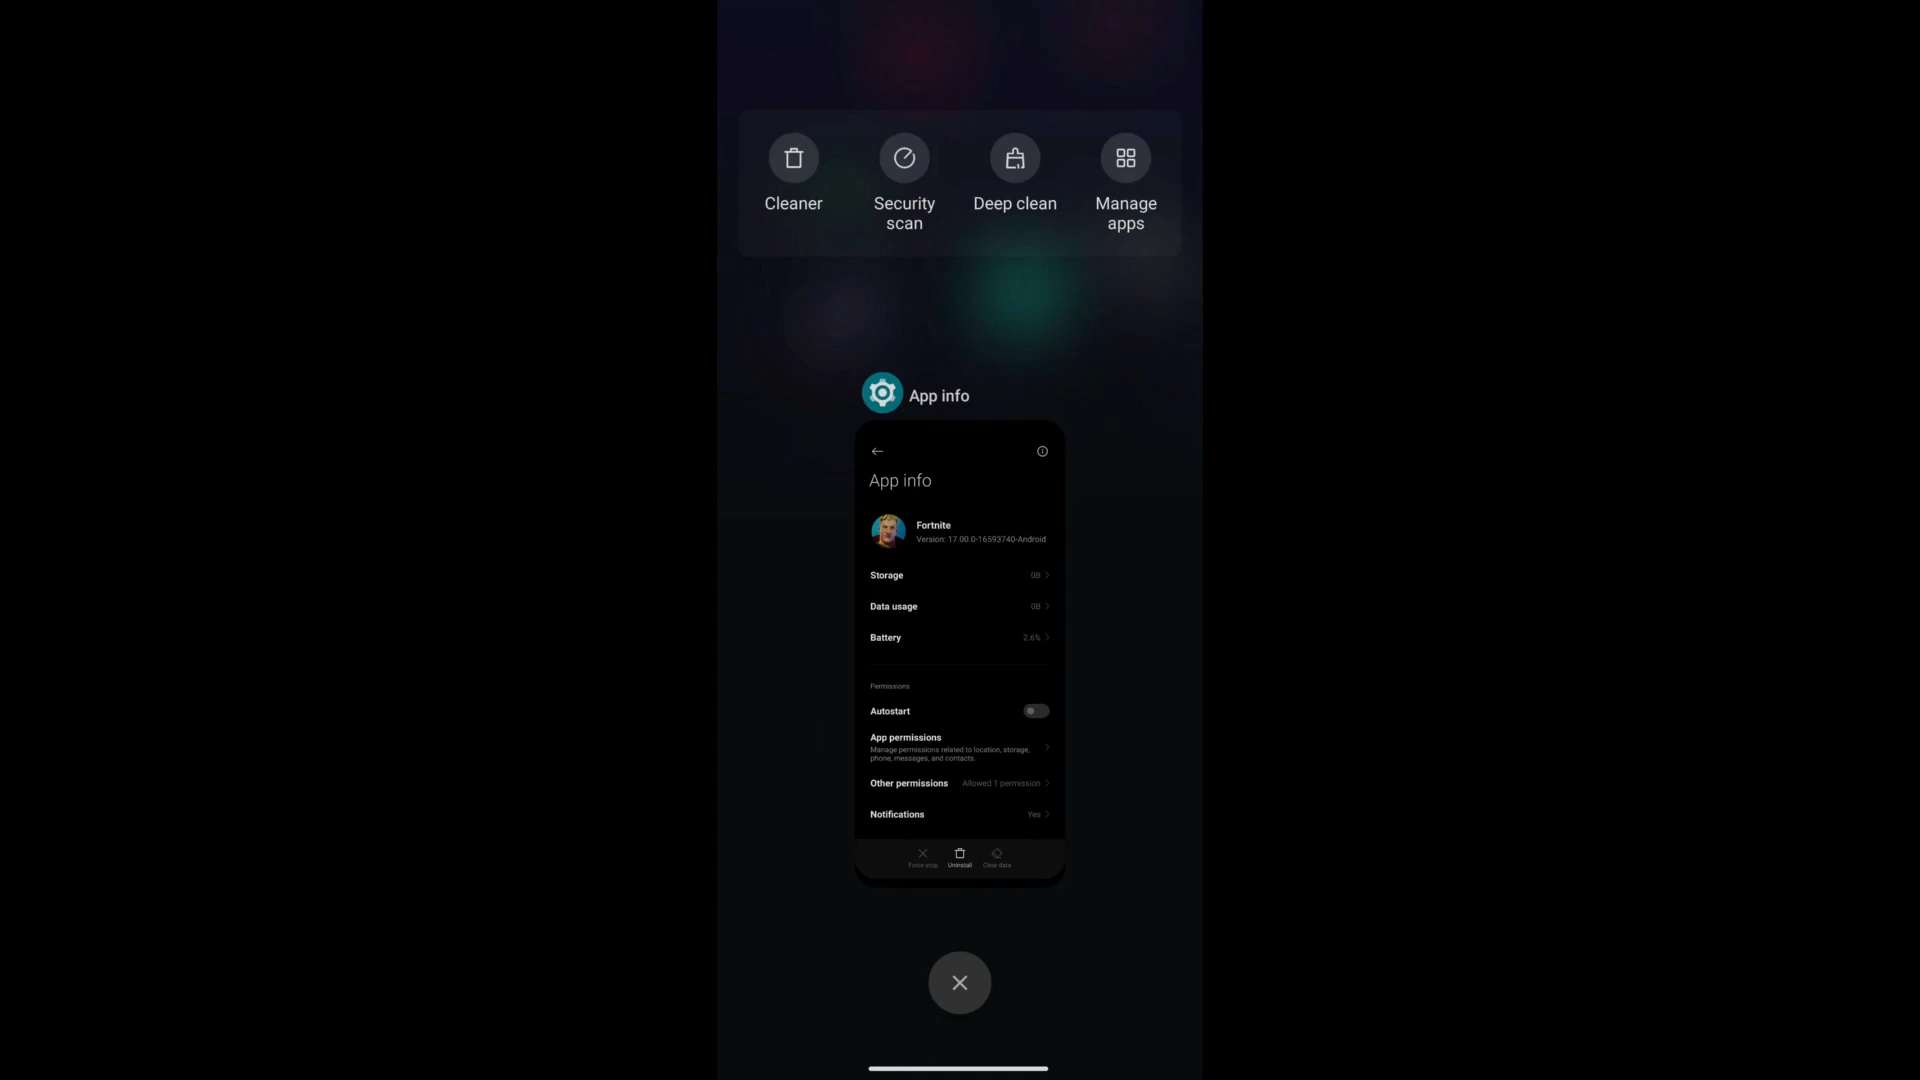 Cleaner
Security
scan
Deep clean
Manage
apps
App info
App info
Fortnite
Version: 17.00.0-16593740-Android
Storage 0B
Data usage 0B
Battery 2.6%
Permissions
Autostart
App permissions
Manage permissions related to location, storage,
phone, messages, and contacts.
Other permissions Allowed 1 permission
Notifications Yes
Force stop Uninstall Clear data